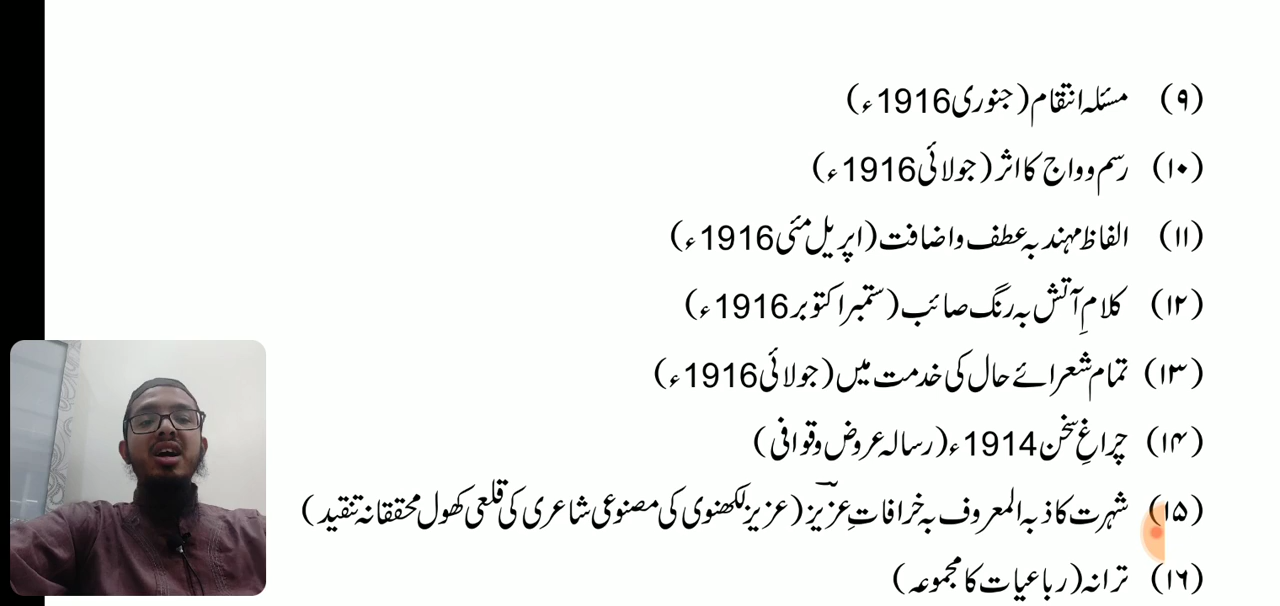 (۹) مسئلہ انتقام (جنوری 1916ء)
(۱۰) رسم وواج کا اثر (جولائی 1916ء)
(۱۱) الفاظ مہند بہ عطف و اضافت (اپریل مئی 1916ء)
(۱۲) کلامِ آتش بہ رنگ صائب (ستمبر اکتوبر 1916ء)
(۱۳) تمام شعرائے حال کی خدمت میں (جولائی 1916ء)
(۱۴) چراغِ سخن 1914ء (رسالہ عروض و قوافی)
(۱۵) شہرت کاذبہ المعروف بہ خرافاتِ عزیز (عزیز لکھنوی کی مصنوعی شاعری کی قلعی کھول محققانہ تنقید)
(۱۶) ترانہ (رباعیات کا مجموعہ)